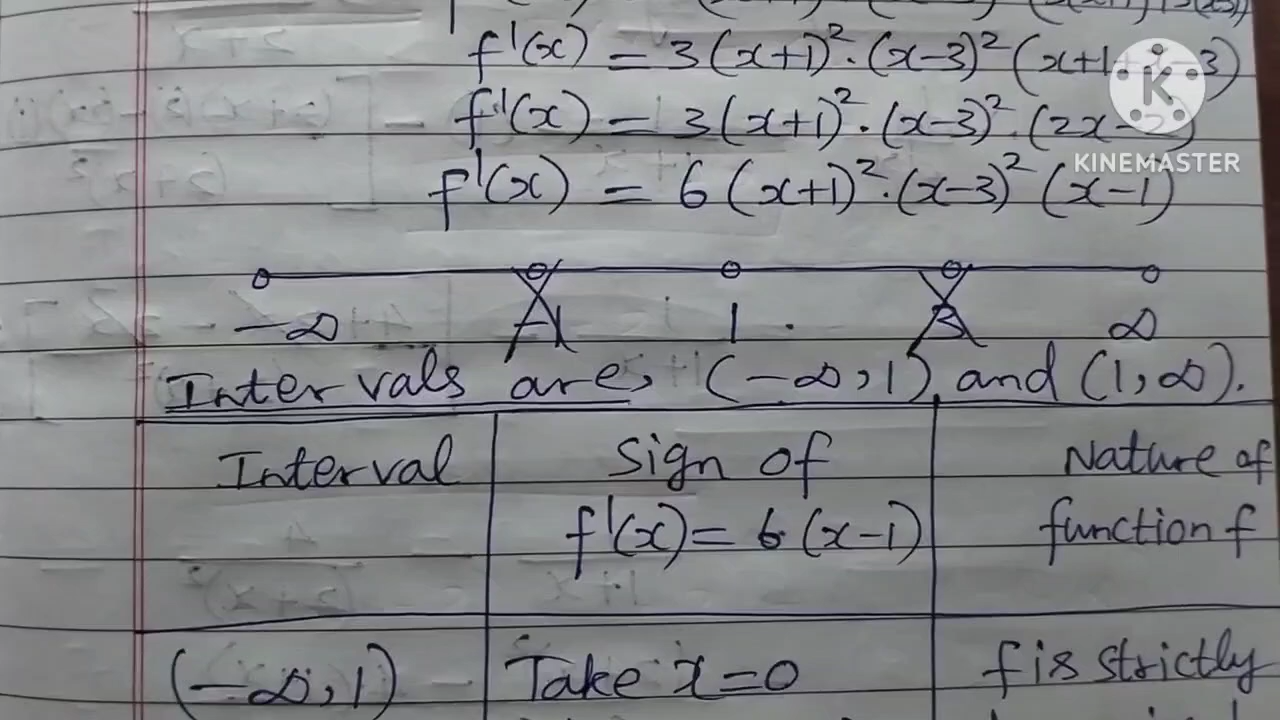 f'(x) = 3(x+1)²·(x-3)²(x+1+x-3)
f'(x) = 3(x+1)²·(x-3)²·(2x-2)
KINEMASTER
f'(x) = 6(x+1)²·(x-3)²(x-1)
-∞ 1 ∞
Intervals are, (-∞,1) and (1,∞).
Interval Sign of Nature of
f'(x)=6(x-1) function f
(-∞,1) Take x=0 f is strictly